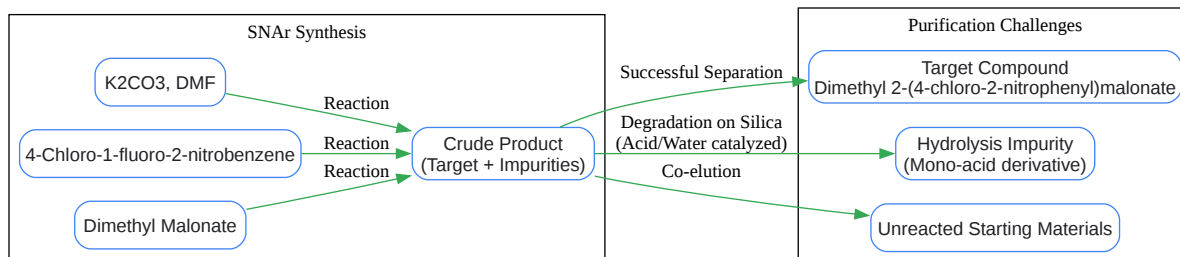 SNAr Synthesis
K2CO3, DMF
4-Chloro-1-fluoro-2-nitrobenzene
Dimethyl Malonate
Reaction
Reaction
Reaction
Crude Product
(Target + Impurities)
Successful Separation
Degradation on Silica
(Acid/Water catalyzed)
Co-elution
Purification Challenges
Target Compound
Dimethyl 2-(4-chloro-2-nitrophenyl)malonate
Hydrolysis Impurity
(Mono-acid derivative)
Unreacted Starting Materials